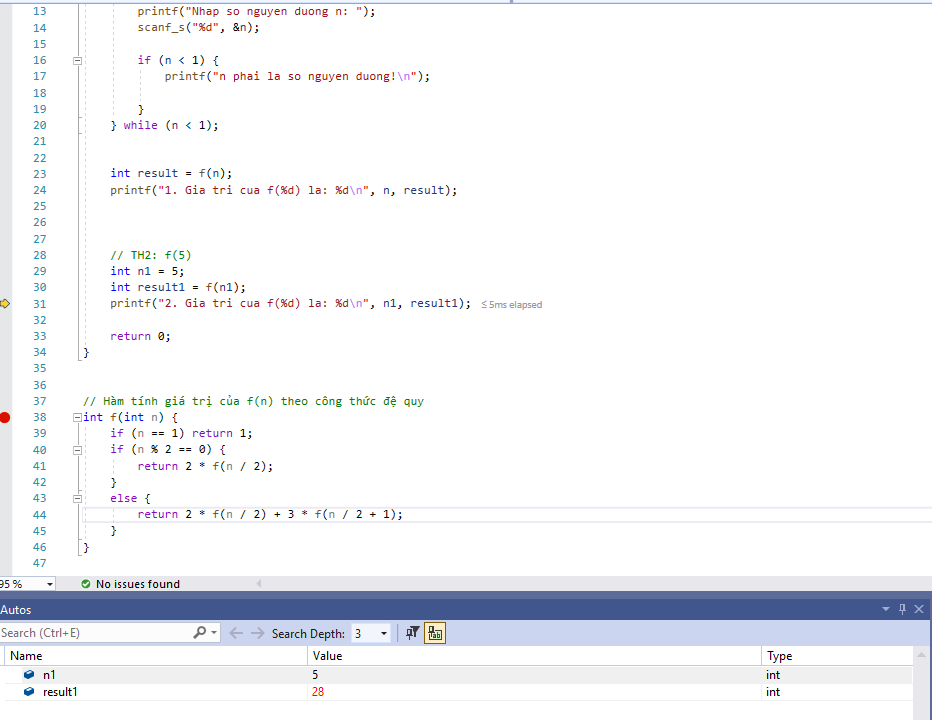 13 printf("Nhap so nguyen duong n: ");
14 scanf_s("%d", &n);
15
16 if (n < 1) {
17 printf("n phai la so nguyen duong!\n");
18
19 }
20 } while (n < 1);
21
22
23 int result = f(n);
24 printf("1. Gia tri cua f(%d) la: %d\n", n, result);
25
26
27
28 // TH2: f(5)
29 int n1 = 5;
30 int result1 = f(n1);
31 printf("2. Gia tri cua f(%d) la: %d\n", n1, result1); ≤ 5ms elapsed
32
33 return 0;
34 }
35
36
37 // Hàm tính giá trị của f(n) theo công thức đệ quy
38 int f(int n) {
39 if (n == 1) return 1;
40 if (n % 2 == 0) {
41 return 2 * f(n / 2);
42 }
43 else {
44 return 2 * f(n / 2) + 3 * f(n / 2 + 1);
45 }
46 }
47
95 % No issues found
Autos
Search (Ctrl+E) Search Depth: 3
Name Value Type
n1 5 int
result1 28 int